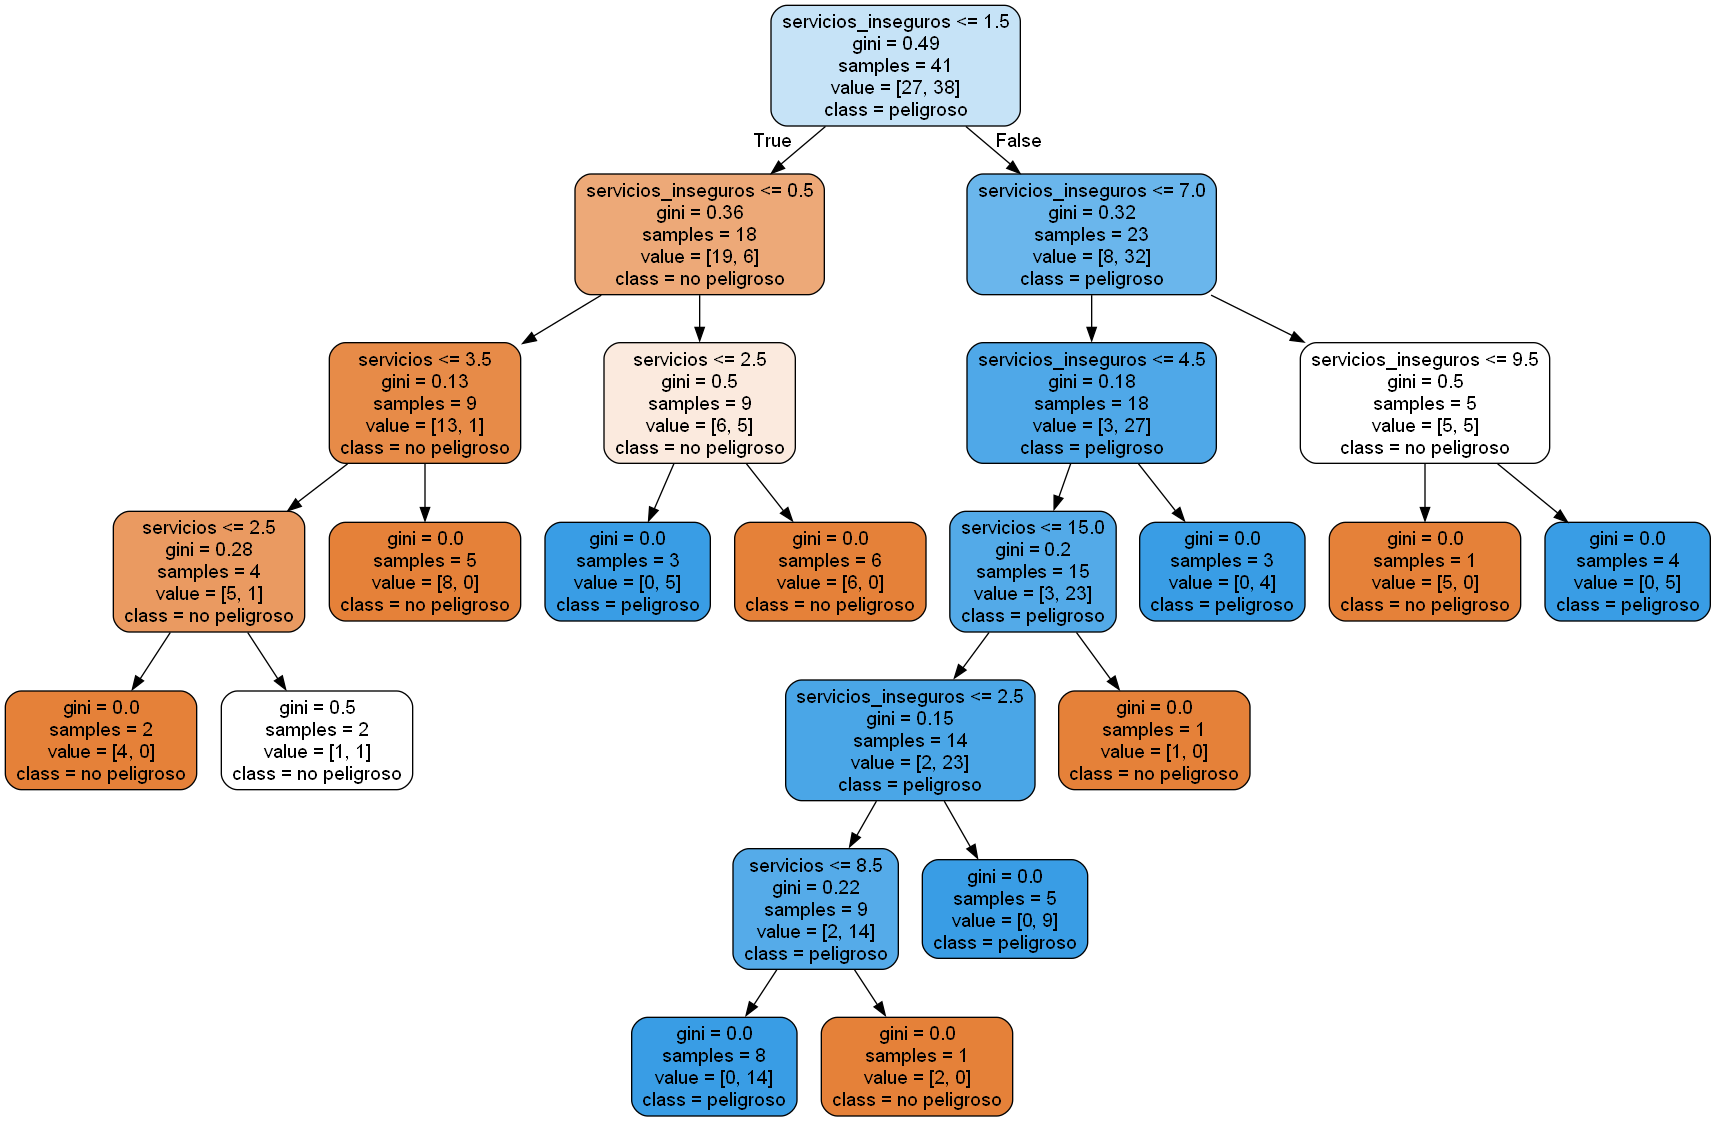 servicios_inseguros <= 1.5
gini = 0.49
samples = 41
value = [27, 38]
class = peligroso
True
False
servicios_inseguros <= 0.5
gini = 0.36
samples = 18
value = [19, 6]
class = no peligroso
servicios_inseguros <= 7.0
gini = 0.32
samples = 23
value = [8, 32]
class = peligroso
servicios <= 3.5
gini = 0.13
samples = 9
value = [13, 1]
class = no peligroso
servicios <= 2.5
gini = 0.5
samples = 9
value = [6, 5]
class = no peligroso
servicios_inseguros <= 4.5
gini = 0.18
samples = 18
value = [3, 27]
class = peligroso
servicios_inseguros <= 9.5
gini = 0.5
samples = 5
value = [5, 5]
class = no peligroso
servicios <= 2.5
gini = 0.28
samples = 4
value = [5, 1]
class = no peligroso
gini = 0.0
samples = 5
value = [8, 0]
class = no peligroso
gini = 0.0
samples = 3
value = [0, 5]
class = peligroso
gini = 0.0
samples = 6
value = [6, 0]
class = no peligroso
servicios <= 15.0
gini = 0.2
samples = 15
value = [3, 23]
class = peligroso
gini = 0.0
samples = 3
value = [0, 4]
class = peligroso
gini = 0.0
samples = 1
value = [5, 0]
class = no peligroso
gini = 0.0
samples = 4
value = [0, 5]
class = peligroso
gini = 0.0
samples = 2
value = [4, 0]
class = no peligroso
gini = 0.5
samples = 2
value = [1, 1]
class = no peligroso
servicios_inseguros <= 2.5
gini = 0.15
samples = 14
value = [2, 23]
class = peligroso
gini = 0.0
samples = 1
value = [1, 0]
class = no peligroso
servicios <= 8.5
gini = 0.22
samples = 9
value = [2, 14]
class = peligroso
gini = 0.0
samples = 5
value = [0, 9]
class = peligroso
gini = 0.0
samples = 8
value = [0, 14]
class = peligroso
gini = 0.0
samples = 1
value = [2, 0]
class = no peligroso